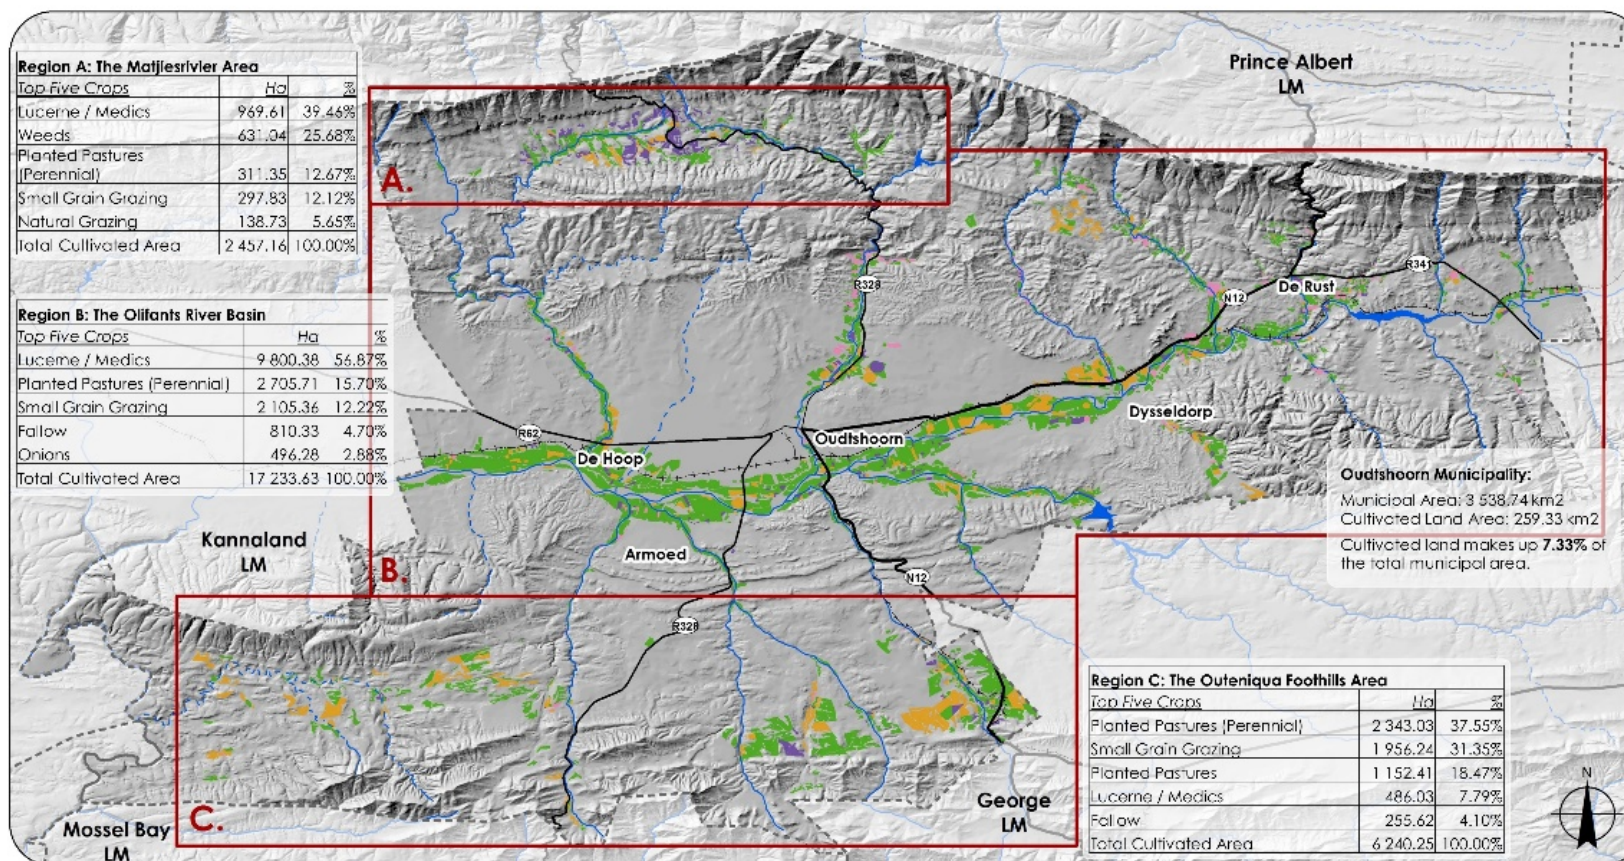 Region A: The Matjiesrivier Area
Top Five Crops Ha %
Lucerne / Medics 969.61 39.46%
Weeds 631.04 25.68%
Planted Pastures
(Perennial) 311.35 12.67%
Small Grain Grazing 297.83 12.12%
Natural Grazing 138.73 5.65%
Total Cultivated Area 2 457.16 100.00%
Region B: The Olifants River Basin
Top Five Crops Ha %
Lucerne / Medics 9 800.38 56.87%
Planted Pastures (Perennial) 2 705.71 15.70%
Small Grain Grazing 2 105.36 12.22%
Fallow 810.33 4.70%
Onions 496.28 2.88%
Total Cultivated Area 17 233.63 100.00%
Prince Albert
LM
A.
R328
R341
De Rust
N12
Dysseldorp
R62
Oudtshoorn
De Hoop
Oudtshoorn Municipality:
Municipal Area: 3 538.74 km2
Cultivated Land Area: 259.33 km2
Cultivated land makes up 7.33% of
the total municipal area.
Kannaland
LM
Armoed
B.
N12
R328
Region C: The Outeniqua Foothills Area
Top Five Crops Ha %
Planted Pastures (Perennial) 2 343.03 37.55%
Small Grain Grazing 1 956.24 31.35%
Planted Pastures 1 152.41 18.47%
Lucerne / Medics 486.03 7.79%
Fallow 255.62 4.10%
Total Cultivated Area 6 240.25 100.00%
N
George
LM
C.
Mossel Bay
LM